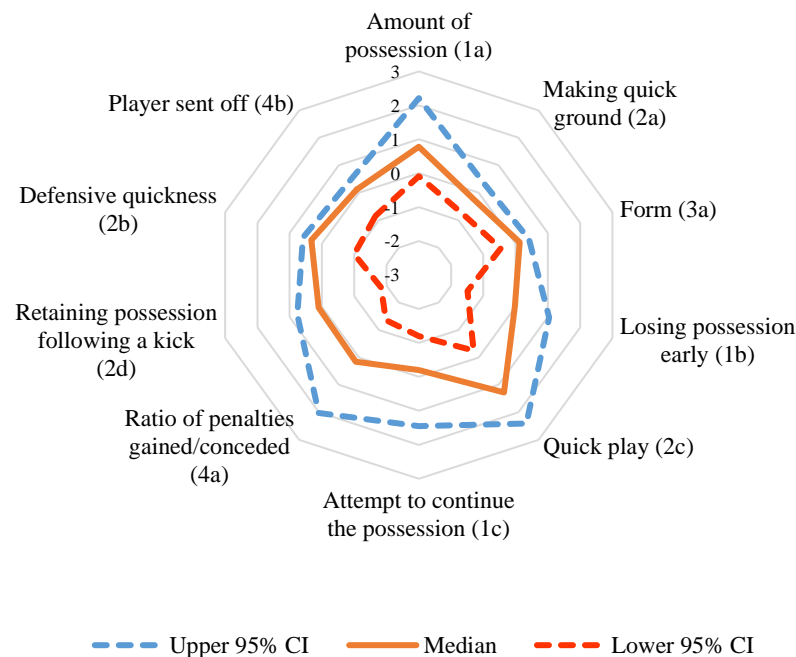 Amount of
possession (1a)
3
2
1
0
-1
-2
-3
Making quick
ground (2a)
Form (3a)
Losing possession
early (1b)
Quick play (2c)
Attempt to continue
the possession (1c)
Ratio of penalties
gained/conceded
(4a)
Retaining possession
following a kick
(2d)
Defensive quickness
(2b)
Player sent off (4b)
Upper 95% CI
Median
Lower 95% CI